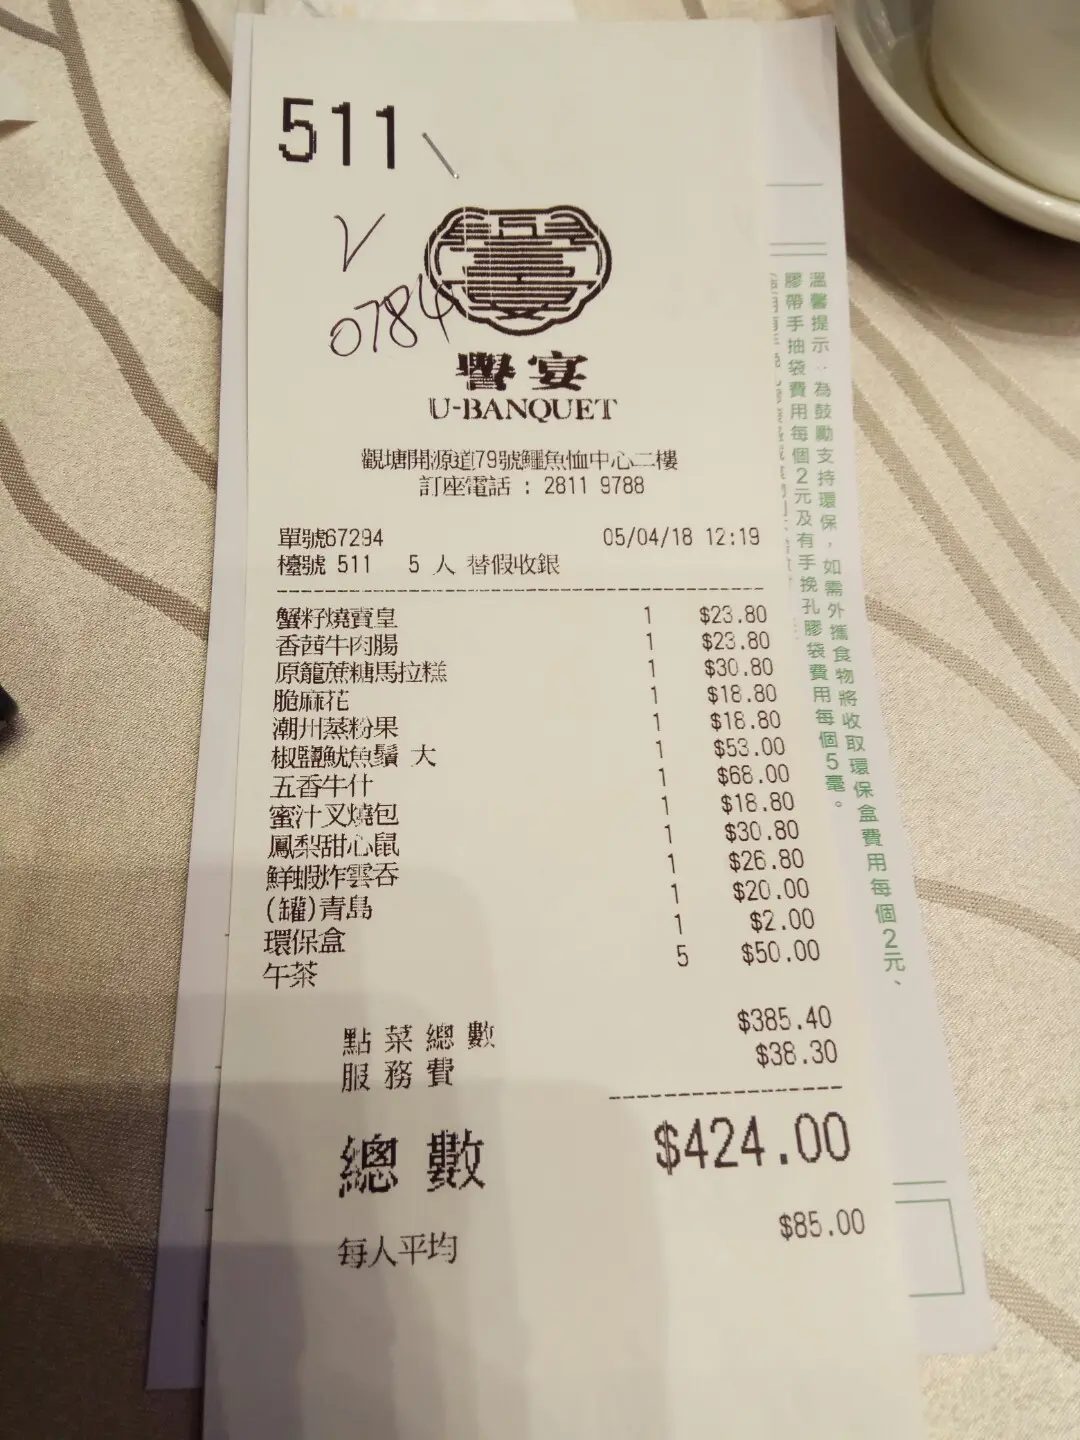 511
V
0784
饗宴
饗宴
U-BANQUET
觀塘開源道79號鱷魚恤中心二樓
訂座電話 : 2811 9788
單號67294 05/04/18 12:19
檯號 511 5 人 替假收銀
蟹籽燒賣皇 1 $23.80
香茜牛肉腸 1 $23.80
原籠蔗糖馬拉糕 1 $30.80
脆麻花 1 $18.80
潮州蒸粉果 1 $18.80
椒鹽魷魚鬚 大 1 $53.00
五香牛什 1 $68.00
蜜汁叉燒包 1 $18.80
鳳梨甜心鼠 1 $30.80
鮮蝦炸雲吞 1 $26.80
(罐)青島 1 $20.00
環保盒 1 $2.00
午茶 5 $50.00
點菜總數 $385.40
服務費 $38.30
總數 $424.00
每人平均 $85.00
溫馨提示：為鼓勵支持環保，如需外攜食物將收取環保盒費用每個2元、
膠帶手抽袋費用每個2元及有手挽孔膠袋費用每個5毫。